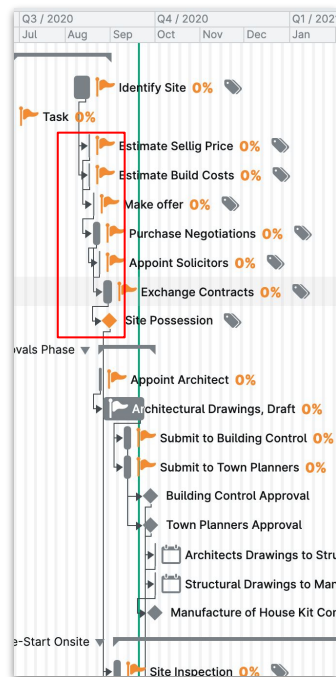 Q3 / 2020 Q4 / 2020 Q1 / 202
Jul Aug Sep Oct Nov Dec Jan
Identify Site 0%
Task 0%
Estimate Sellig Price 0%
Estimate Build Costs 0%
Make offer 0%
Purchase Negotiations 0%
Appoint Solicitors 0%
Exchange Contracts 0%
Site Possession
ovals Phase
Appoint Architect 0%
Architectural Drawings, Draft 0%
Submit to Building Control 0%
Submit to Town Planners 0%
Building Control Approval
Town Planners Approval
Architects Drawings to Stru
Structural Drawings to Man
Manufacture of House Kit Con
e-Start Onsite
Site Inspection 0%